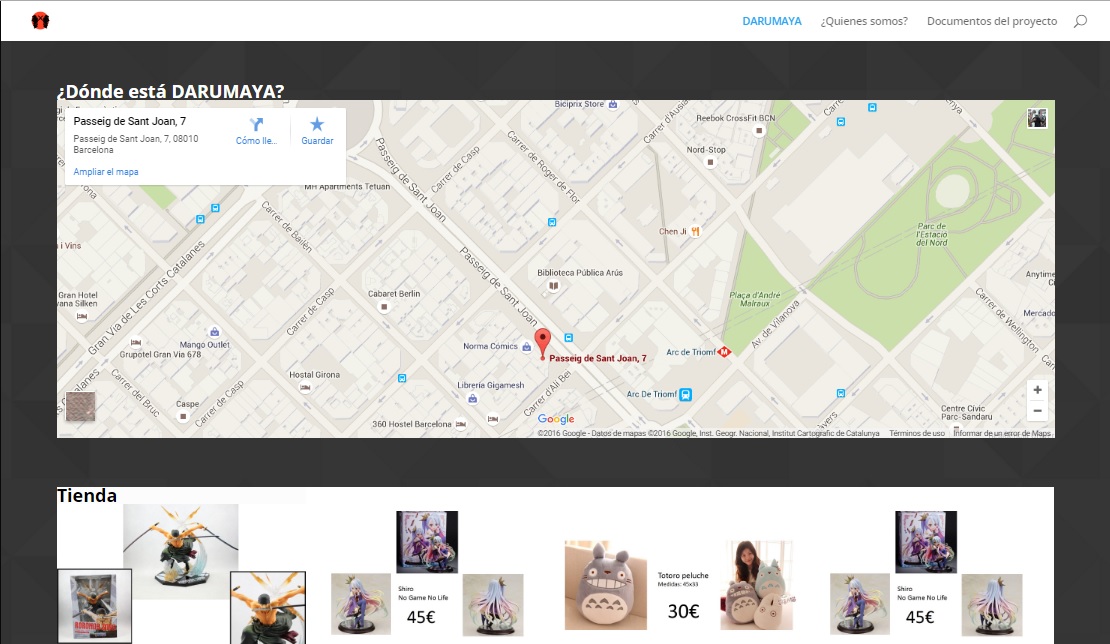 DARUMAYA
¿Quienes somos?
Documentos del proyecto
¿Dónde está DARUMAYA?
Passeig de Sant Joan, 7
Passeig de Sant Joan, 7, 08010
Barcelona
Cómo lle...
Guardar
Ampliar el mapa
Biciprix Store
Reebok CrossFit BCN
Nord-Stop
Carrer d'Ausiàs
Carrer de Casp
Carrer de Roger de Flor
Passeig de Sant Joan
MH Apartments Tetuan
Carrer de Bailèn
Chen Ji
Parc de
l'Estació
del Nord
i Vins
Biblioteca Pública Arús
Passeig de Sant Joan
Gran Hotel
Cabaret Berlin
Plaça d'André
Malraux
Anytime
Gran Via de Les Corts Catalanes
Carrer de Casp
Av. de Vilanova
Carrer de Wellington
Mercado
Mango Outlet
Grupotel Gran Via 678
Norma Cómics
Passeig de Sant Joan, 7
Arc de Triomf
Hostal Girona
Llibreria Gigamesh
Carrer d'Alí Bei
Arc De Triomf
Carrer del Bruc
Caspe
Carrer de Casp
360 Hostel Barcelona
Centre Cívic
Parc-Sandaru
+
−
Google
©2016 Google - Datos de mapas ©2016 Google, Inst. Geogr. Nacional, Institut Cartogràfic de Catalunya
Términos de uso
Informar de un error de Maps
Tienda
Shiro
No Game No Life
45€
Totoro peluche
Medidas: 45x33
30€
Shiro
No Game No Life
45€